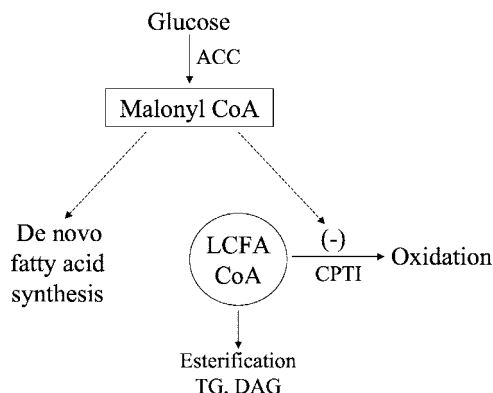 Glucose
ACC
Malonyl CoA
De novo
fatty acid
synthesis
LCFA
CoA
(-)
CPTI
Oxidation
Esterification
TG, DAG